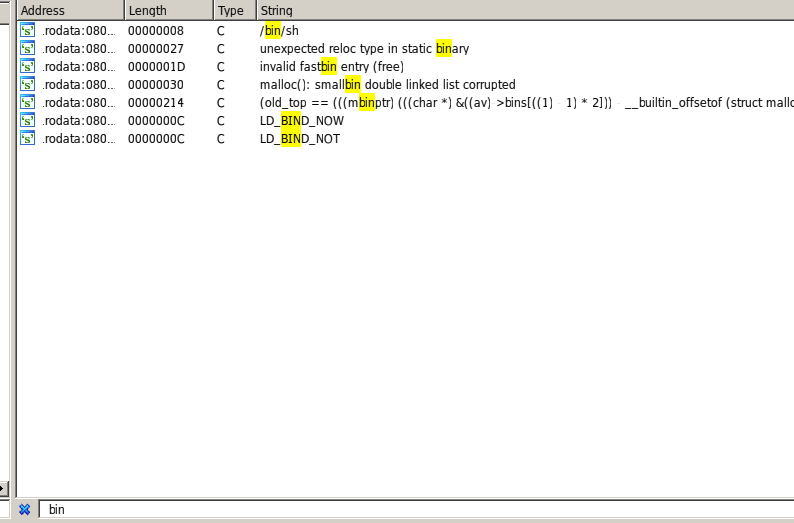 Address Length Type String
.rodata:080... 00000008 C /bin/sh
.rodata:080... 00000027 C unexpected reloc type in static binary
.rodata:080... 0000001D C invalid fastbin entry (free)
.rodata:080... 00000030 C malloc(): smallbin double linked list corrupted
.rodata:080... 00000214 C (old_top == (((mbinptr) (((char *) &((av) >bins[((1) - 1) * 2])) - __builtin_offsetof (struct mallo
.rodata:080... 0000000C C LD_BIND_NOW
.rodata:080... 0000000C C LD_BIND_NOT
bin